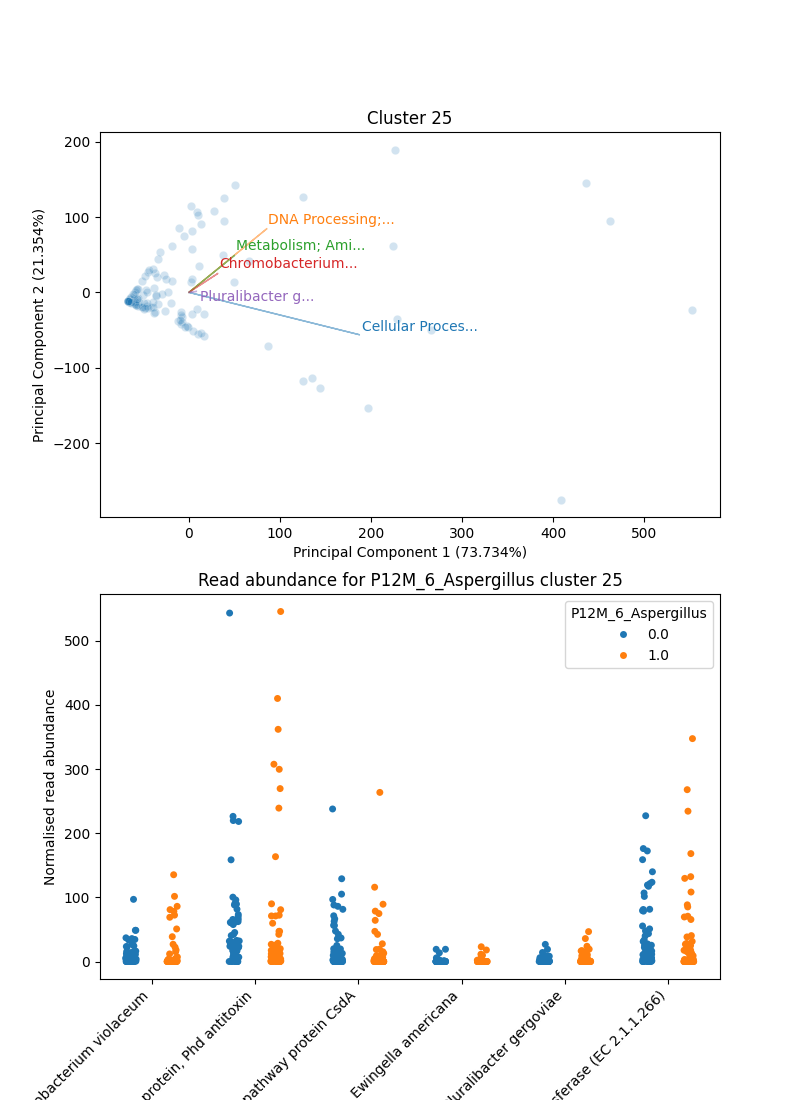 Cluster 25
Principal Component 2 (21.354%)
200
100
0
−100
−200
DNA Processing;...
Metabolism; Ami...
Chromobacterium...
Pluralibacter g...
Cellular Proces...
0
100
200
300
400
500
Principal Component 1 (73.734%)
Read abundance for P12M_6_Aspergillus cluster 25
Normalised read abundance
500
400
300
200
100
0
P12M_6_Aspergillus
0.0
1.0
violaceum
protein, Phd antitoxin
pathway protein CsdA
Ewingella americana
gergoviae
(EC 2.1.1.266)